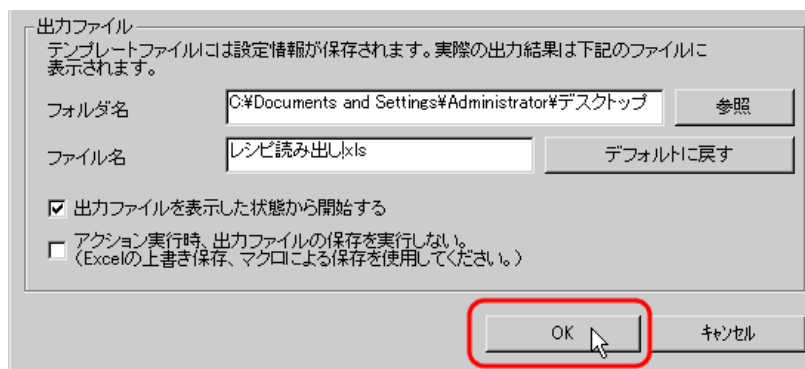 出力ファイル
テンプレートファイルには設定情報が保存されます。実際の出力結果は下記のファイルに
表示されます。
フォルダ名 C:¥Documents and Settings¥Administrator¥デスクトップ 参照
ファイル名 レシピ読み出し.xls デフォルトに戻す
出力ファイルを表示した状態から開始する
アクション実行時、出力ファイルの保存を実行しない。
（Excelの上書き保存、マクロによる保存を使用してください。）
OK キャンセル